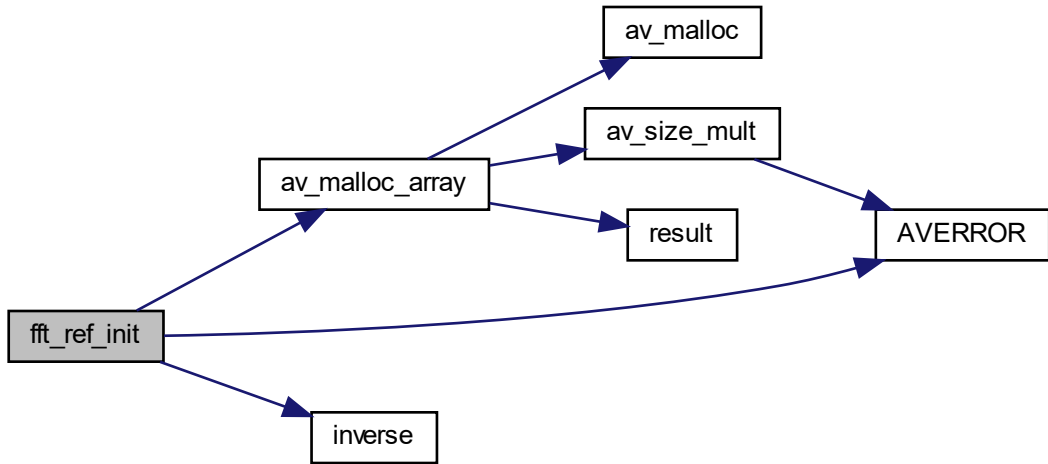 av_malloc
av_size_mult
av_malloc_array
result
AVERROR
fft_ref_init
inverse